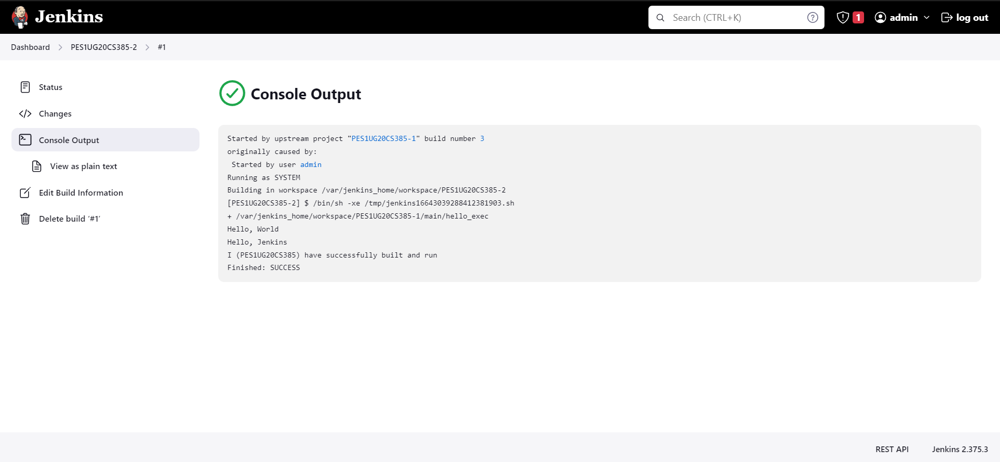 Jenkins
Search (CTRL+K)
?
1
admin
log out
Dashboard
PES1UG20CS385-2
#1
Status
Changes
Console Output
View as plain text
Edit Build Information
Delete build ‘#1’
Console Output
Started by upstream project "PES1UG20CS385-1" build number 3
originally caused by:
Started by user admin
Running as SYSTEM
Building in workspace /var/jenkins_home/workspace/PES1UG20CS385-2
[PES1UG20CS385-2] $ /bin/sh -xe /tmp/jenkins16643039288412381903.sh
+ /var/jenkins_home/workspace/PES1UG20CS385-1/main/hello_exec
Hello, World
Hello, Jenkins
I (PES1UG20CS385) have successfully built and run
Finished: SUCCESS
REST API
Jenkins 2.375.3